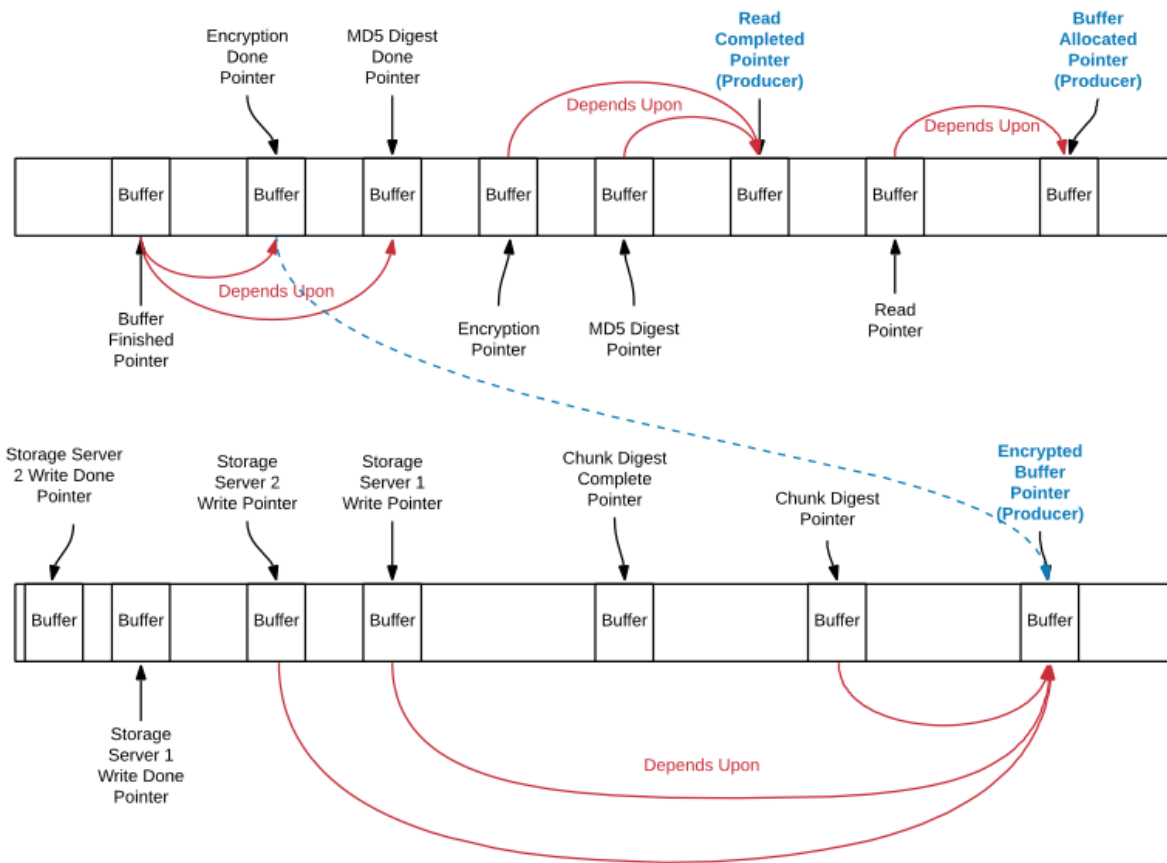 Encryption
Done
Pointer
MD5 Digest
Done
Pointer
Read
Completed
Pointer
(Producer)
Buffer
Allocated
Pointer
(Producer)
Depends Upon
Depends Upon
Buffer
Buffer
Buffer
Buffer
Buffer
Buffer
Buffer
Buffer
Depends Upon
Buffer
Finished
Pointer
Encryption
Pointer
MD5 Digest
Pointer
Read
Pointer
Storage Server
2 Write Done
Pointer
Storage
Server 2
Write Pointer
Storage
Server 1
Write Pointer
Chunk Digest
Complete
Pointer
Chunk Digest
Pointer
Encrypted
Buffer
Pointer
(Producer)
Buffer
Buffer
Buffer
Buffer
Buffer
Buffer
Buffer
Storage
Server 1
Write Done
Pointer
Depends Upon